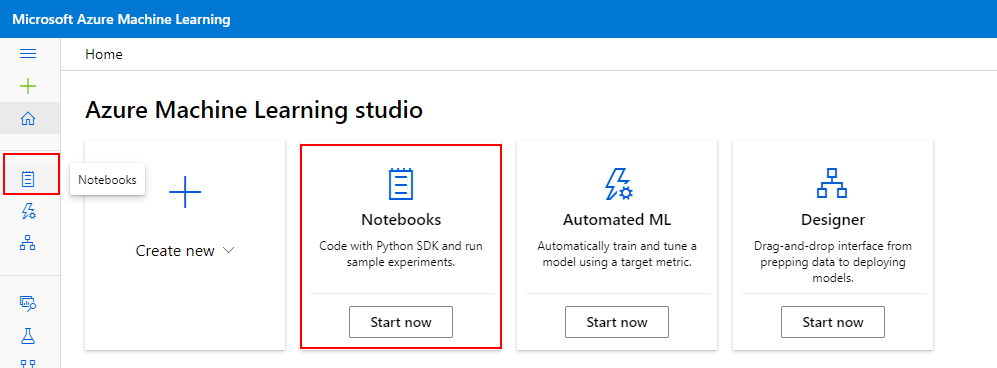 Microsoft Azure Machine Learning
Home
Azure Machine Learning studio
Notebooks
Create new
Notebooks
Code with Python SDK and run
sample experiments.
Start now
Automated ML
Automatically train and tune a
model using a target metric.
Start now
Designer
Drag-and-drop interface from
prepping data to deploying
models.
Start now